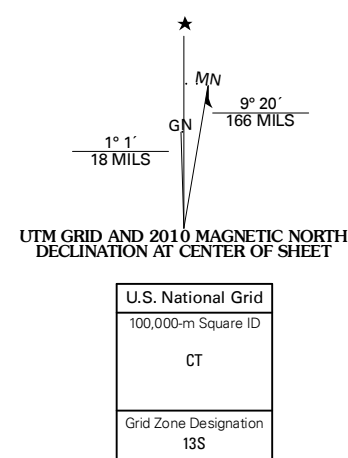 ★
MN
9° 20´
166 MILS
GN
1° 1´
18 MILS
UTM GRID AND 2010 MAGNETIC NORTH
DECLINATION AT CENTER OF SHEET
U.S. National Grid
100,000-m Square ID
CT
Grid Zone Designation
13S